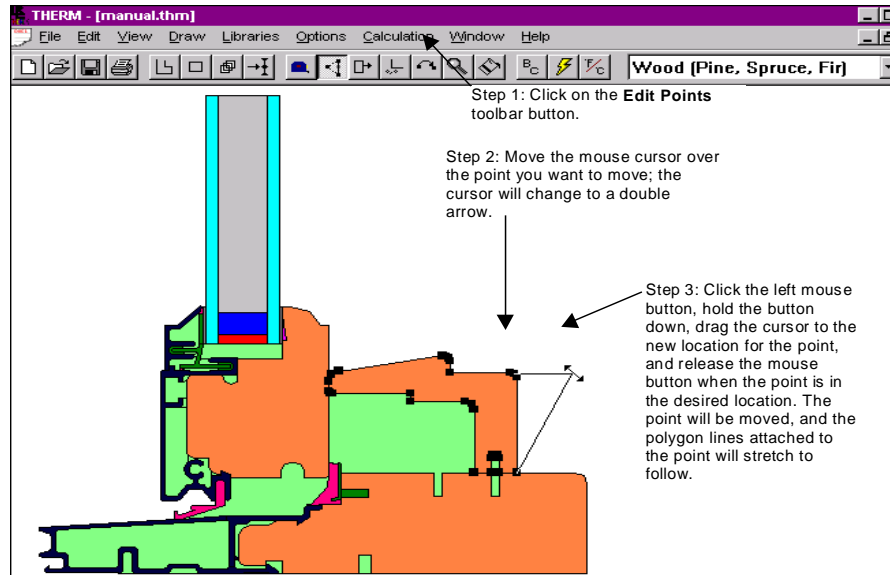 THERM - [manual.thm]
File Edit View Draw Libraries Options Calculation Window Help
BC °F/°C Wood (Pine, Spruce, Fir)
Step 1: Click on the Edit Points
toolbar button.
Step 2: Move the mouse cursor over
the point you want to move; the
cursor will change to a double
arrow.
Step 3: Click the left mouse
button, hold the button
down, drag the cursor to the
new location for the point,
and release the mouse
button when the point is in
the desired location. The
point will be moved, and the
polygon lines attached to
the point will stretch to
follow.